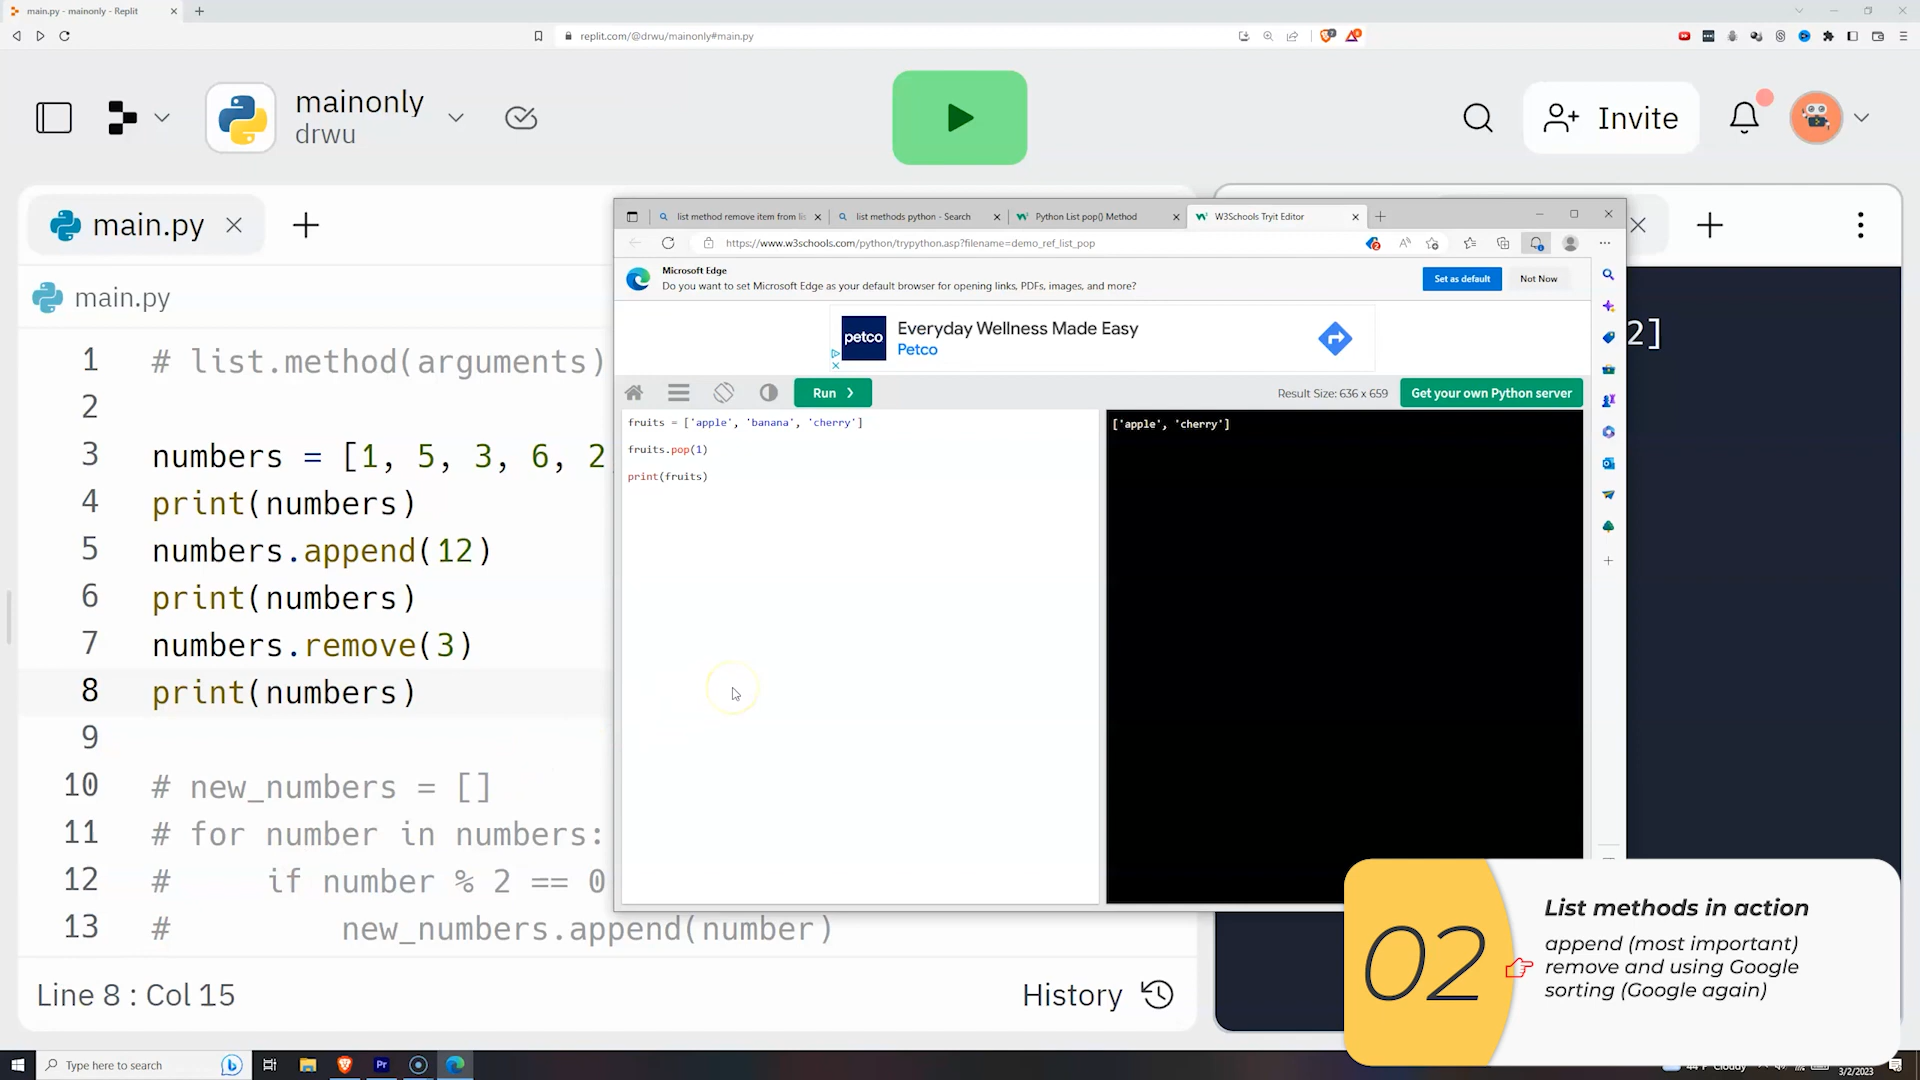 main.py - mainonly - Replit
replit.com/@drwu/mainonly#main.py
mainonly
drwu
Invite
main.py
main.py
1 # list.method(arguments)
2
3 numbers = [1, 5, 3, 6, 2
4 print(numbers)
5 numbers.append(12)
6 print(numbers)
7 numbers.remove(3)
8 print(numbers)
9
10 # new_numbers = []
11 # for number in numbers:
12 #     if number % 2 == 0
13 #         new_numbers.append(number)
Line 8 : Col 15
History
2]
list method remove item from lis
list methods python - Search
Python List pop() Method
W3Schools Tryit Editor
https://www.w3schools.com/python/trypython.asp?filename=demo_ref_list_pop
Microsoft Edge
Do you want to set Microsoft Edge as your default browser for opening links, PDFs, images, and more?
Set as default
Not Now
petco
Everyday Wellness Made Easy
Petco
Run
Result Size: 636 x 659
Get your own Python server
fruits = ['apple', 'banana', 'cherry']
fruits.pop(1)
print(fruits)
['apple', 'cherry']
02
List methods in action
append (most important)
remove and using Google
sorting (Google again)
Type here to search
Pr
3/2/2023